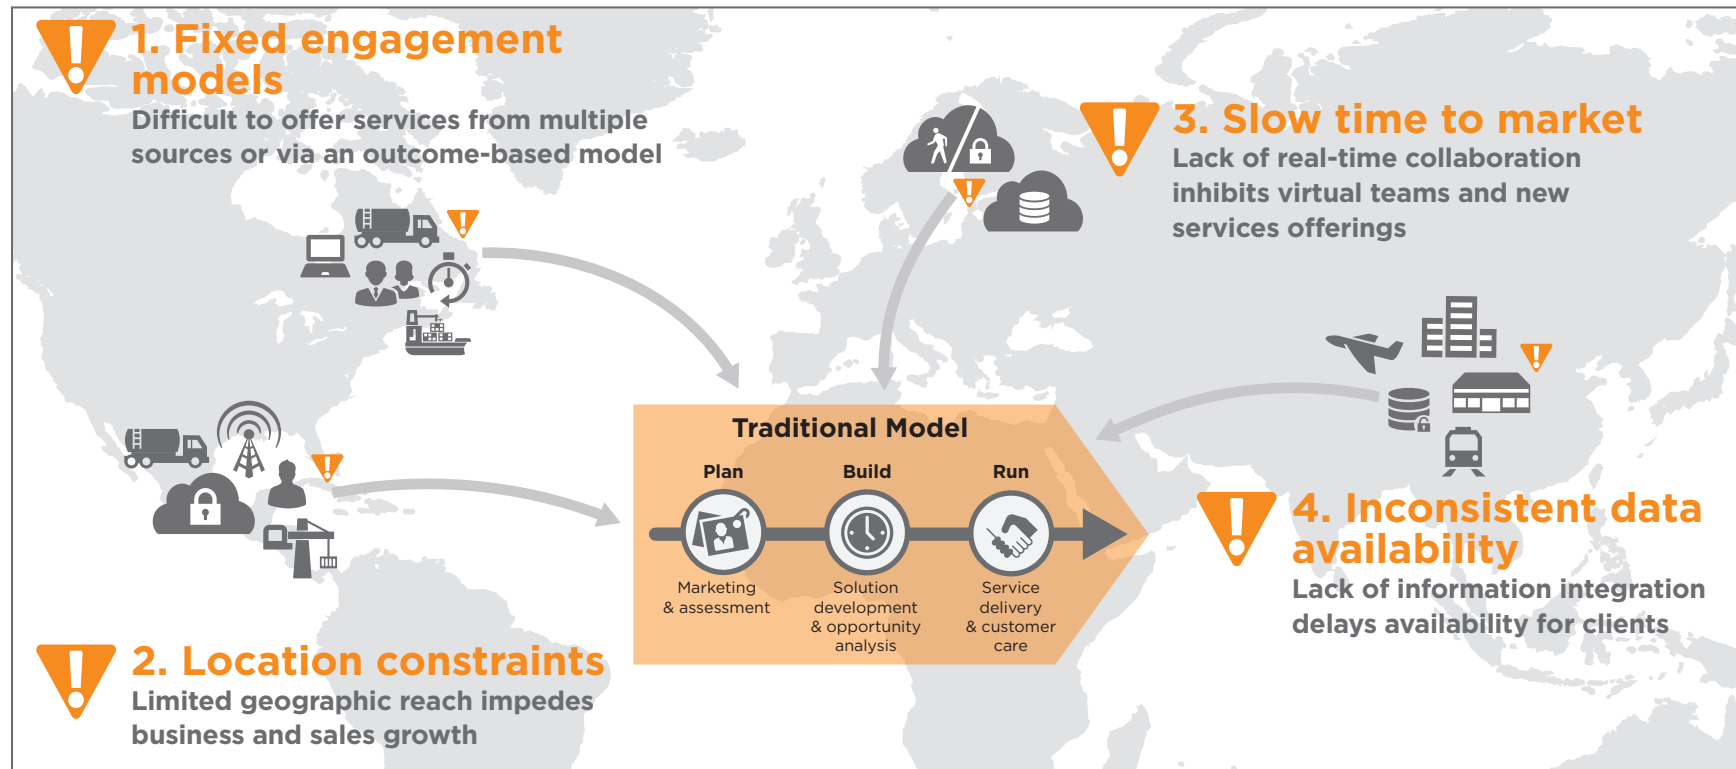 1. Fixed engagement
models
Difficult to offer services from multiple
sources or via an outcome-based model
2. Location constraints
Limited geographic reach impedes
business and sales growth
3. Slow time to market
Lack of real-time collaboration
inhibits virtual teams and new
services offerings
4. Inconsistent data
availability
Lack of information integration
delays availability for clients
Traditional Model
Plan
Marketing
& assessment
Build
Solution
development
& opportunity
analysis
Run
Service
delivery
& customer
care